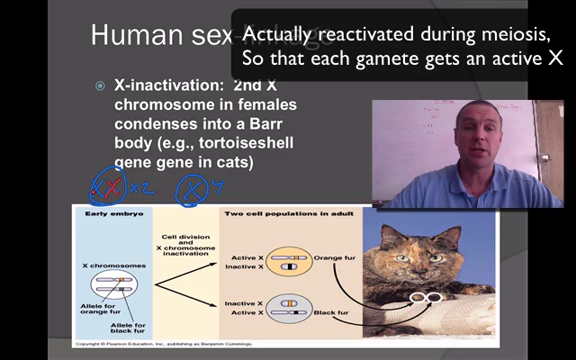 Human sex
Actually reactivated during meiosis,
So that each gamete gets an active X
X-inactivation: 2nd X
chromosome in females
condenses into a Barr
body (e.g., tortoiseshell
gene gene in cats)
XX x2 X Y
Early embryo
Two cell populations in adult
Cell division
and
X chromosome
inactivation
X chromosomes
Allele for
orange fur
Allele for
black fur
Active X
Inactive X
Orange fur
Inactive X
Active X
Black fur
Copyright © Pearson Education, Inc., publishing as Benjamin Cummings.